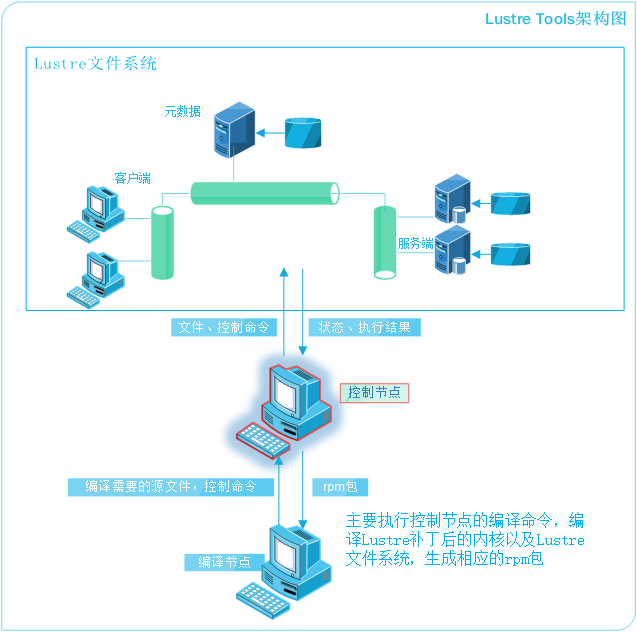 Lustre Tools架构图
Lustre文件系统
元数据
客户端
服务端
文件、控制命令
状态、执行结果
控制节点
编译需要的源文件，控制命令
rpm包
主要执行控制节点的编译命令，编
译Lustre补丁后的内核以及Lustre
文件系统，生成相应的rpm包
编译节点